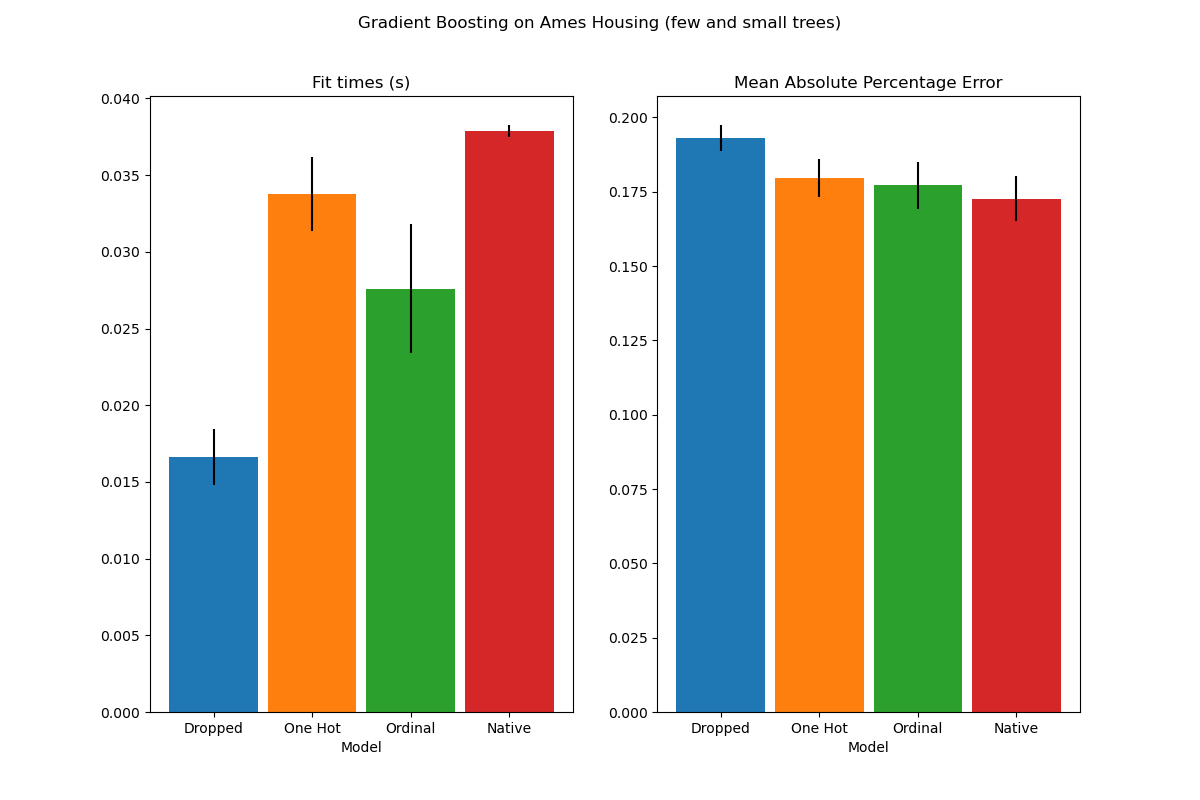 Gradient Boosting on Ames Housing (few and small trees)
Fit times (s)
0.040
0.035
0.030
0.025
0.020
0.015
0.010
0.005
0.000
Dropped One Hot Ordinal Native
Model
Mean Absolute Percentage Error
0.200
0.175
0.150
0.125
0.100
0.075
0.050
0.025
0.000
Dropped One Hot Ordinal Native
Model